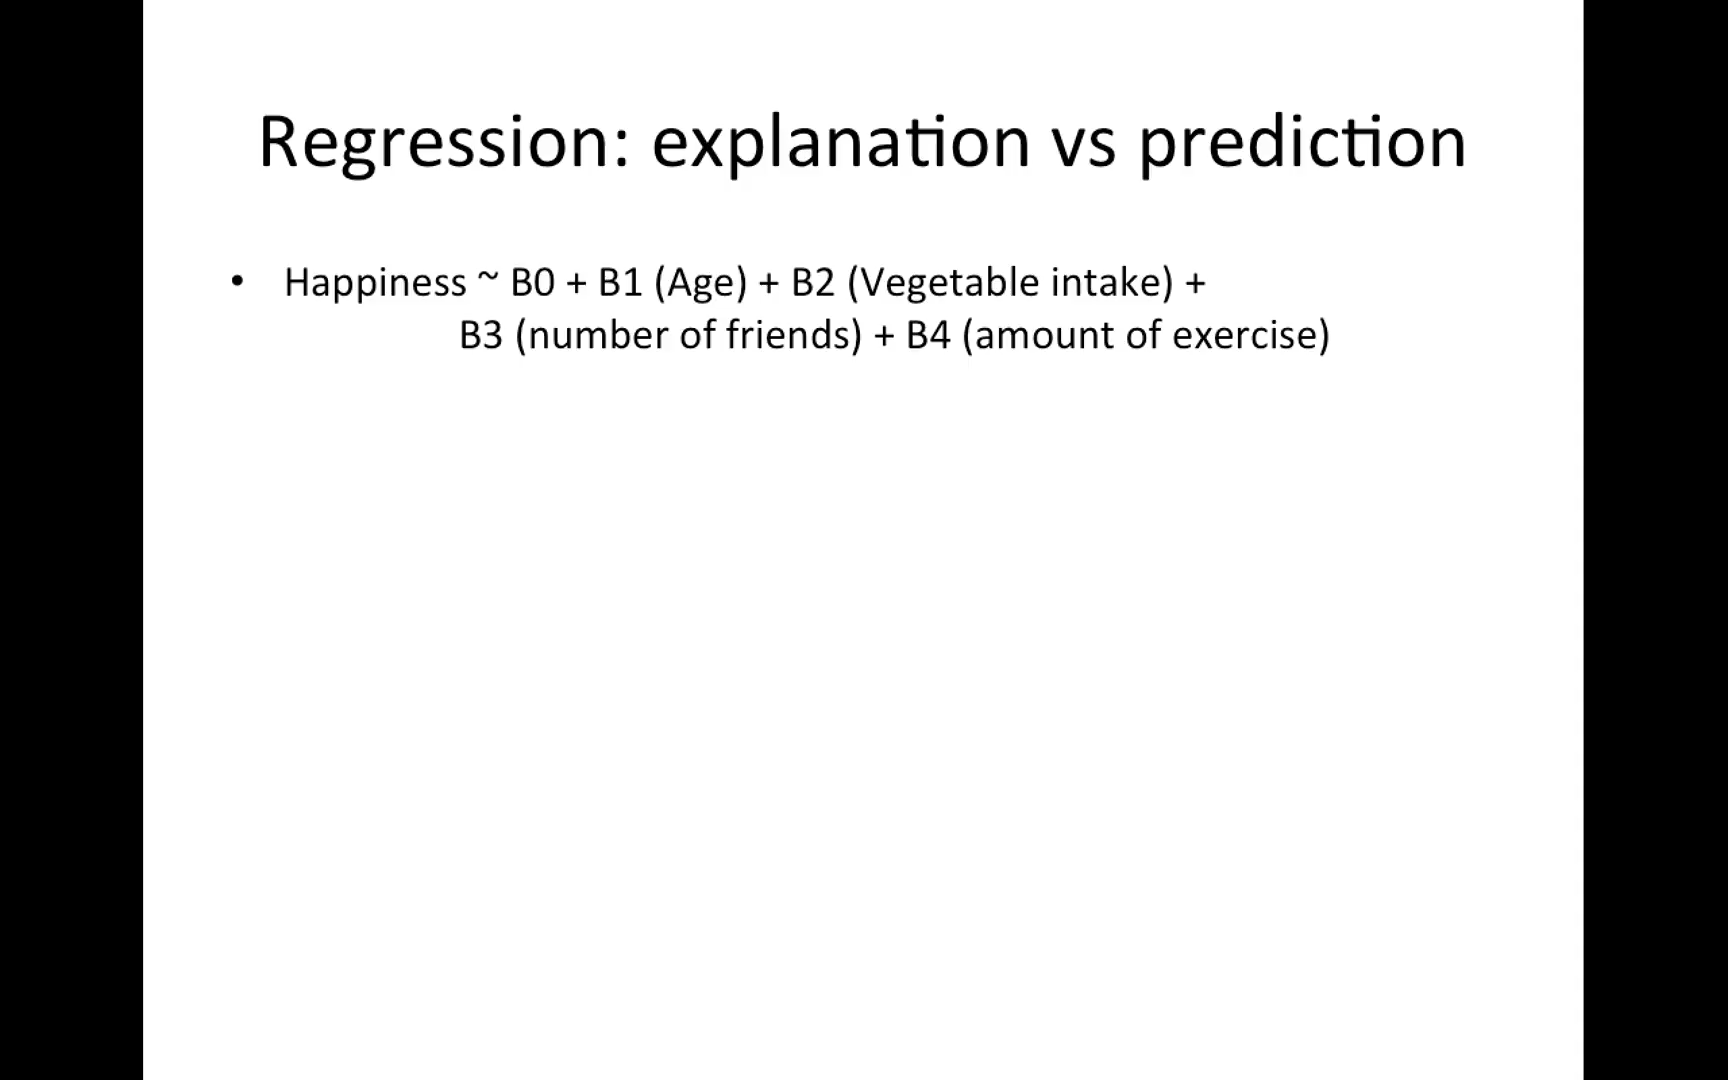 Regression: explanation vs prediction
• Happiness ~ B0 + B1 (Age) + B2 (Vegetable intake) +
B3 (number of friends) + B4 (amount of exercise)